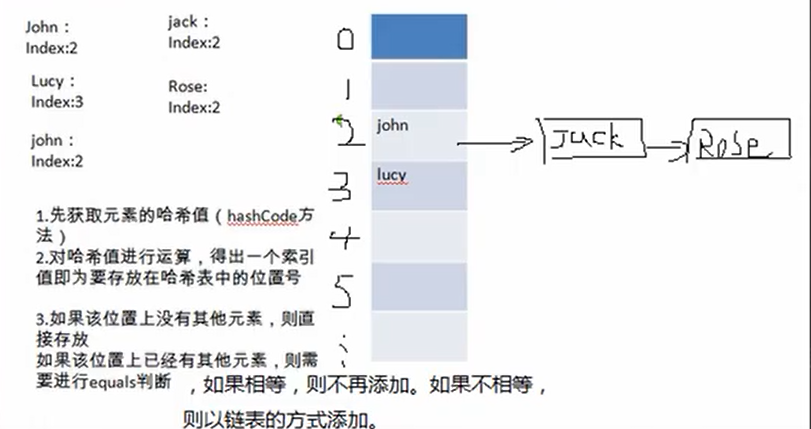 John：
Index:2
jack：
Index:2
Lucy：
Index:3
Rose:
Index:2
john：
Index:2
0
1
2
3
4
5
john
lucy
Jack
Rose
1.先获取元素的哈希值（hashCode方
法）
2.对哈希值进行运算，得出一个索引
值即为要存放在哈希表中的位置号
3.如果该位置上没有其他元素，则直
接存放
如果该位置上已经有其他元素，则需
要进行equals判断 ，如果相等，则不再添加。如果不相等，
则以链表的方式添加。